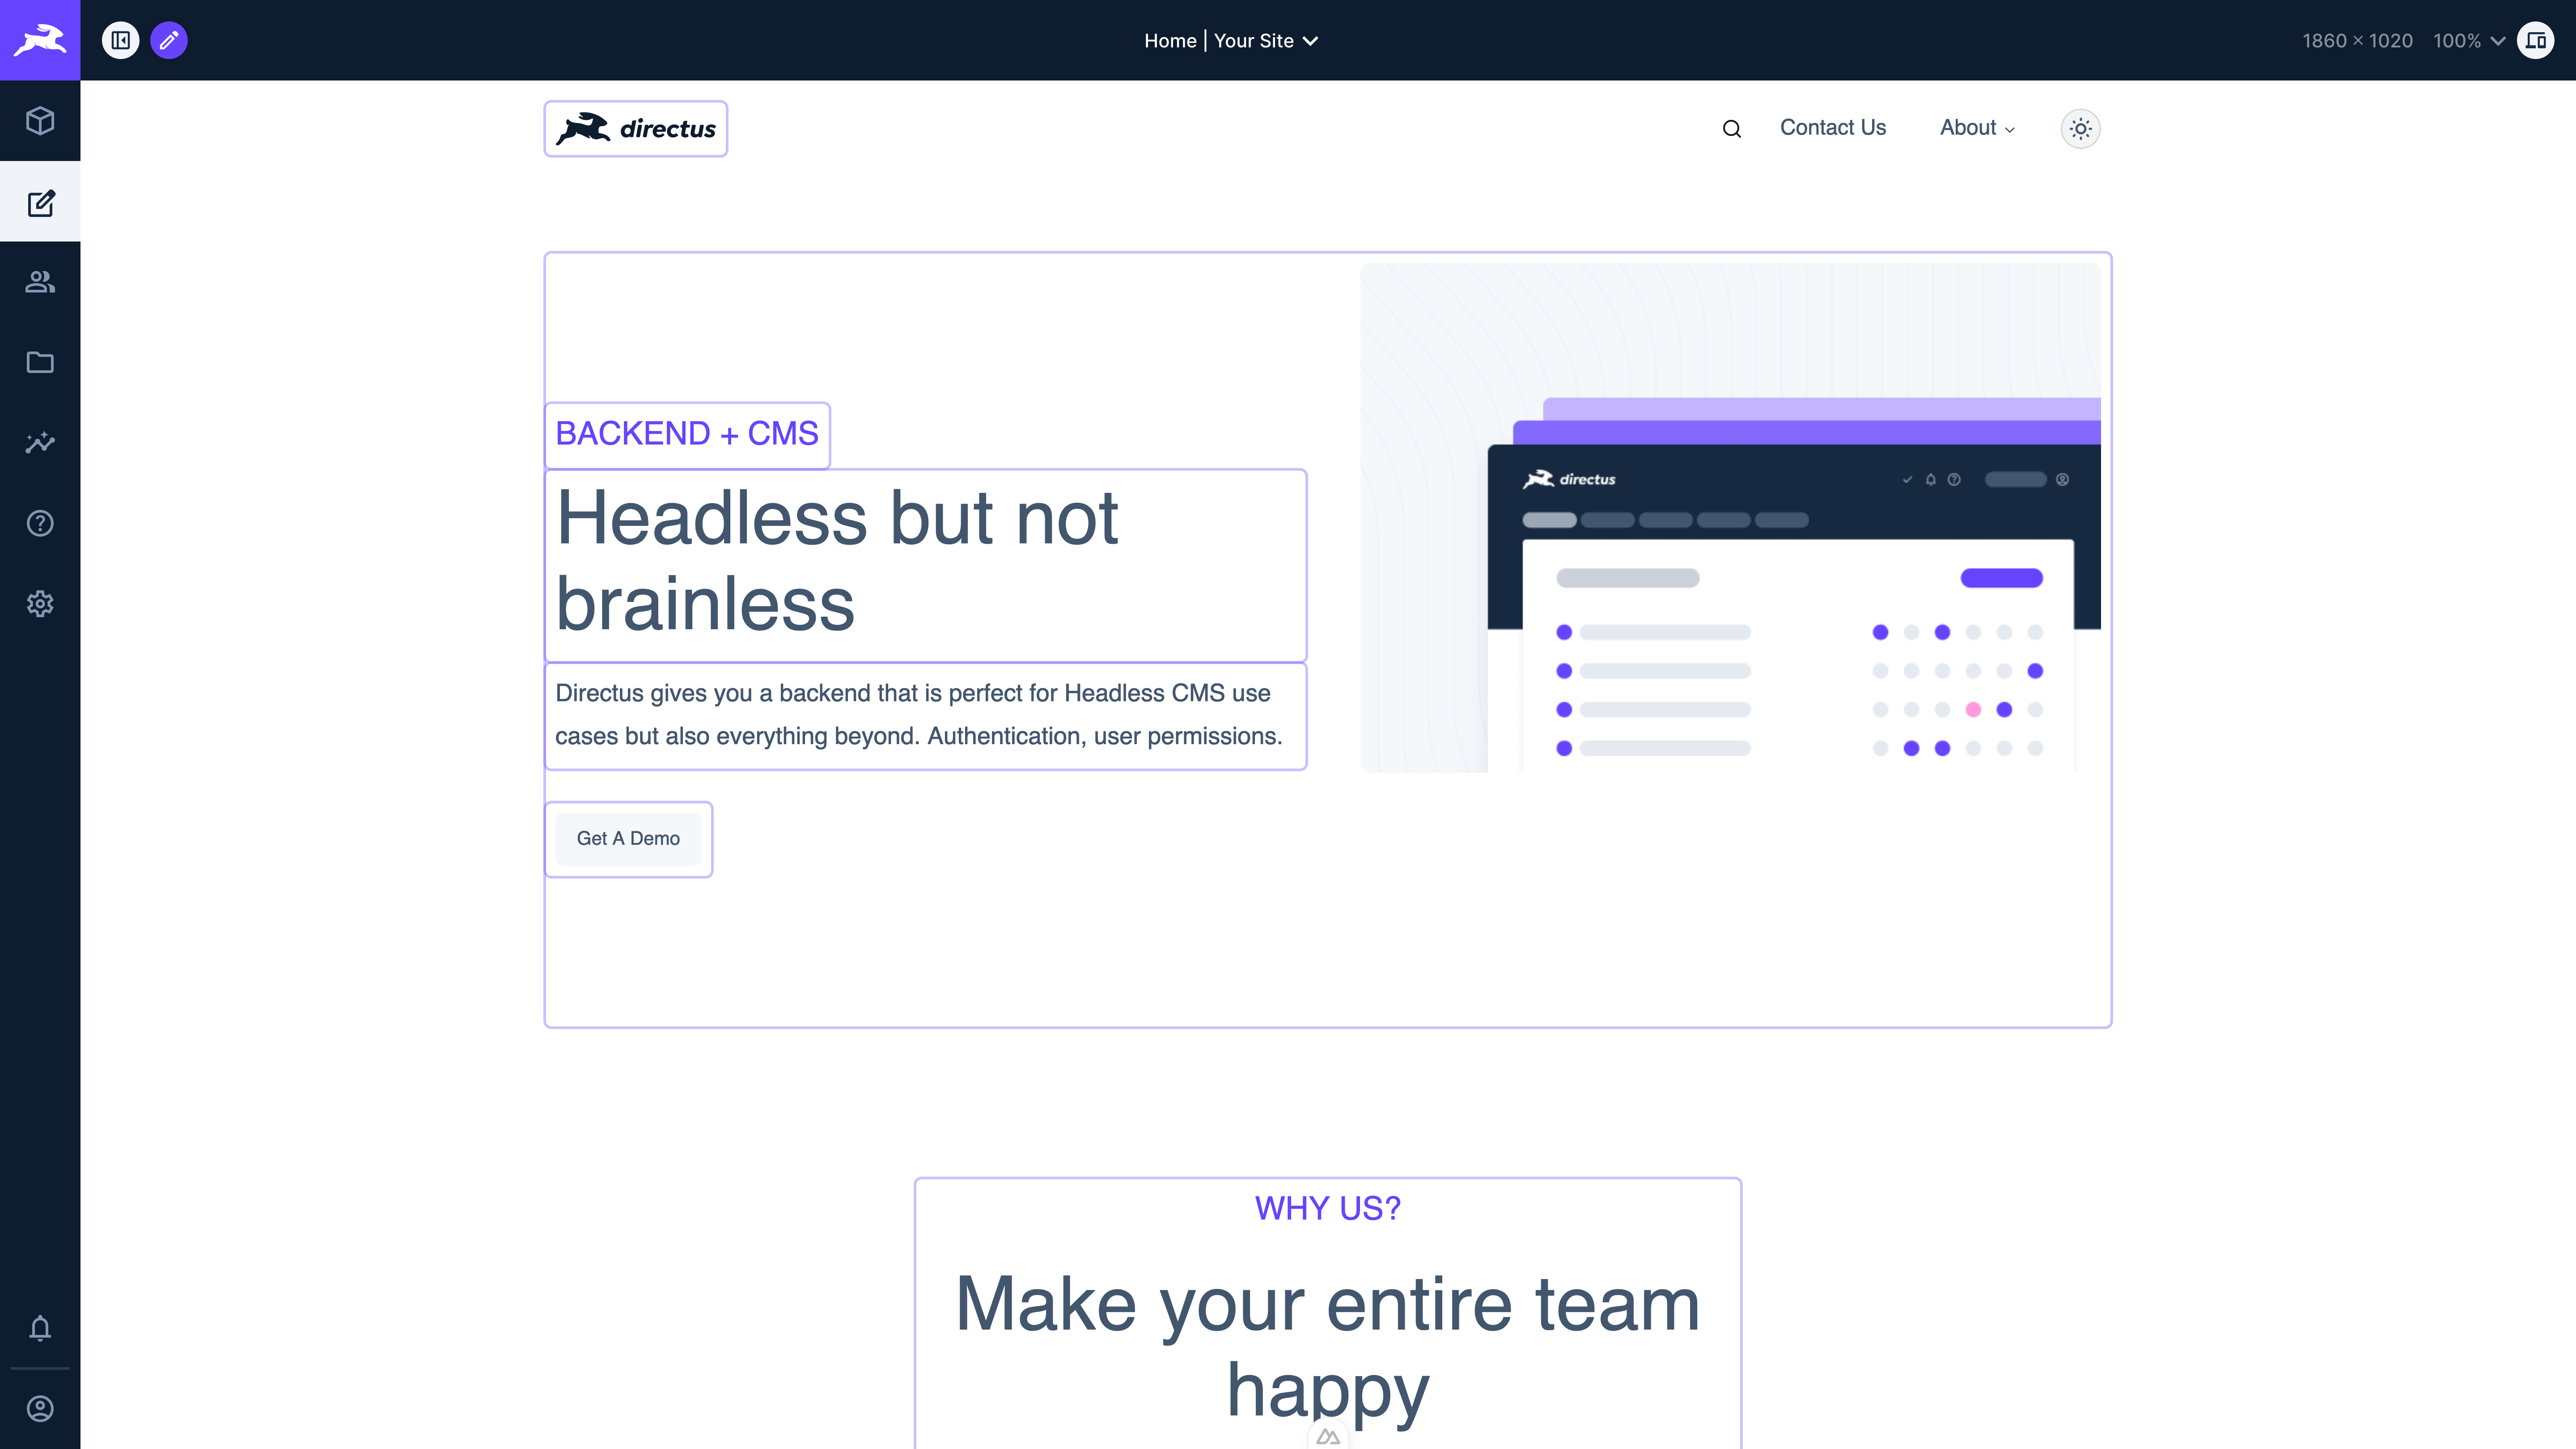 Home | Your Site
1860 × 1020 100%
directus
Contact Us
About
BACKEND + CMS
Headless but not
brainless
Directus gives you a backend that is perfect for Headless CMS use
cases but also everything beyond. Authentication, user permissions.
Get A Demo
directus
WHY US?
Make your entire team
happy